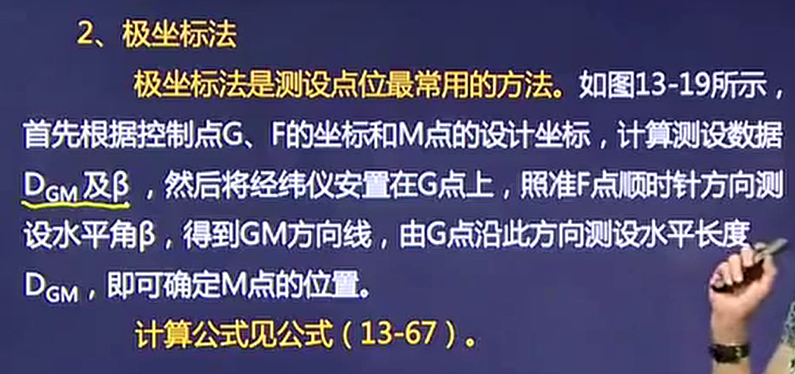 2、极坐标法
极坐标法是测设点位最常用的方法。如图13-19所示，
首先根据控制点G、F的坐标和M点的设计坐标，计算测设数据
DGM及β，然后将经纬仪安置在G点上，照准F点顺时针方向测
设水平角β，得到GM方向线，由G点沿此方向测设水平长度
DGM，即可确定M点的位置。
计算公式见公式（13-67）。